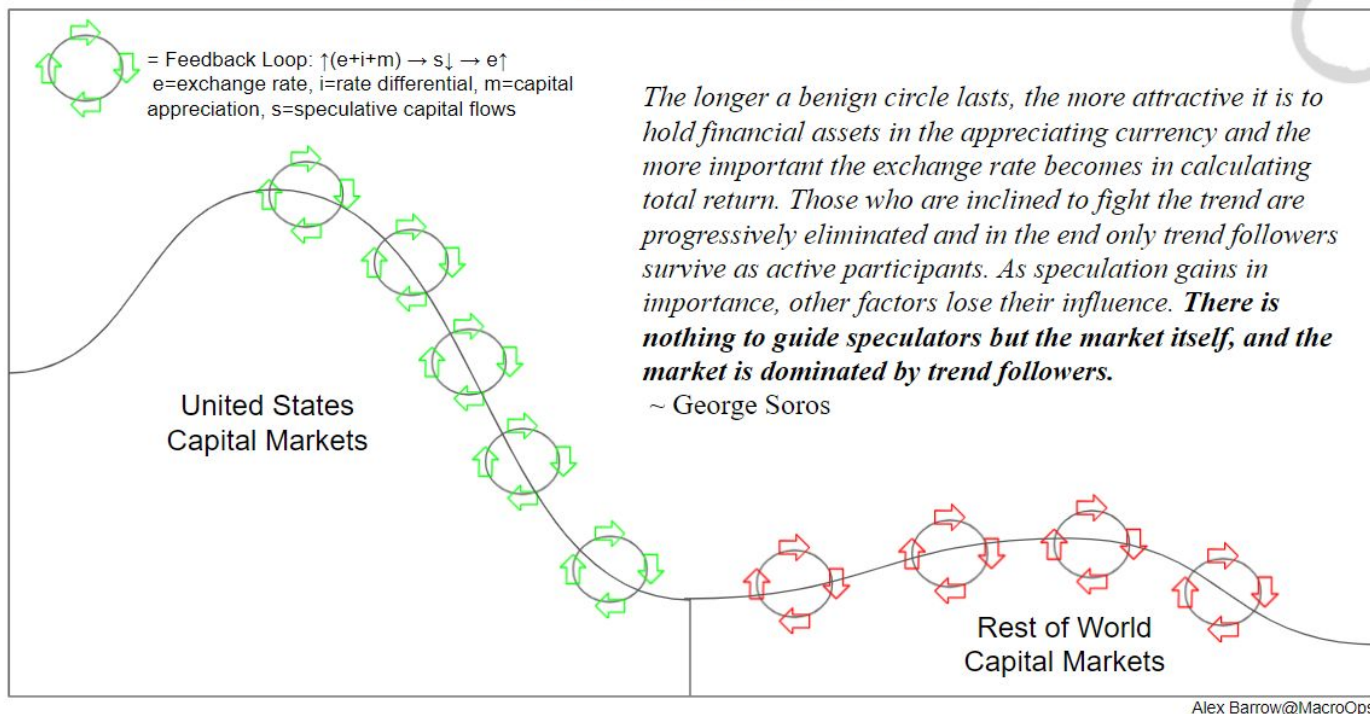 = Feedback Loop: ↑(e+i+m) → s↓ → e↑
e=exchange rate, i=rate differential, m=capital
appreciation, s=speculative capital flows
The longer a benign circle lasts, the more attractive it is to
hold financial assets in the appreciating currency and the
more important the exchange rate becomes in calculating
total return. Those who are inclined to fight the trend are
progressively eliminated and in the end only trend followers
survive as active participants. As speculation gains in
importance, other factors lose their influence. There is
nothing to guide speculators but the market itself, and the
market is dominated by trend followers.
~ George Soros
United States
Capital Markets
Rest of World
Capital Markets
Alex Barrow@MacroOps